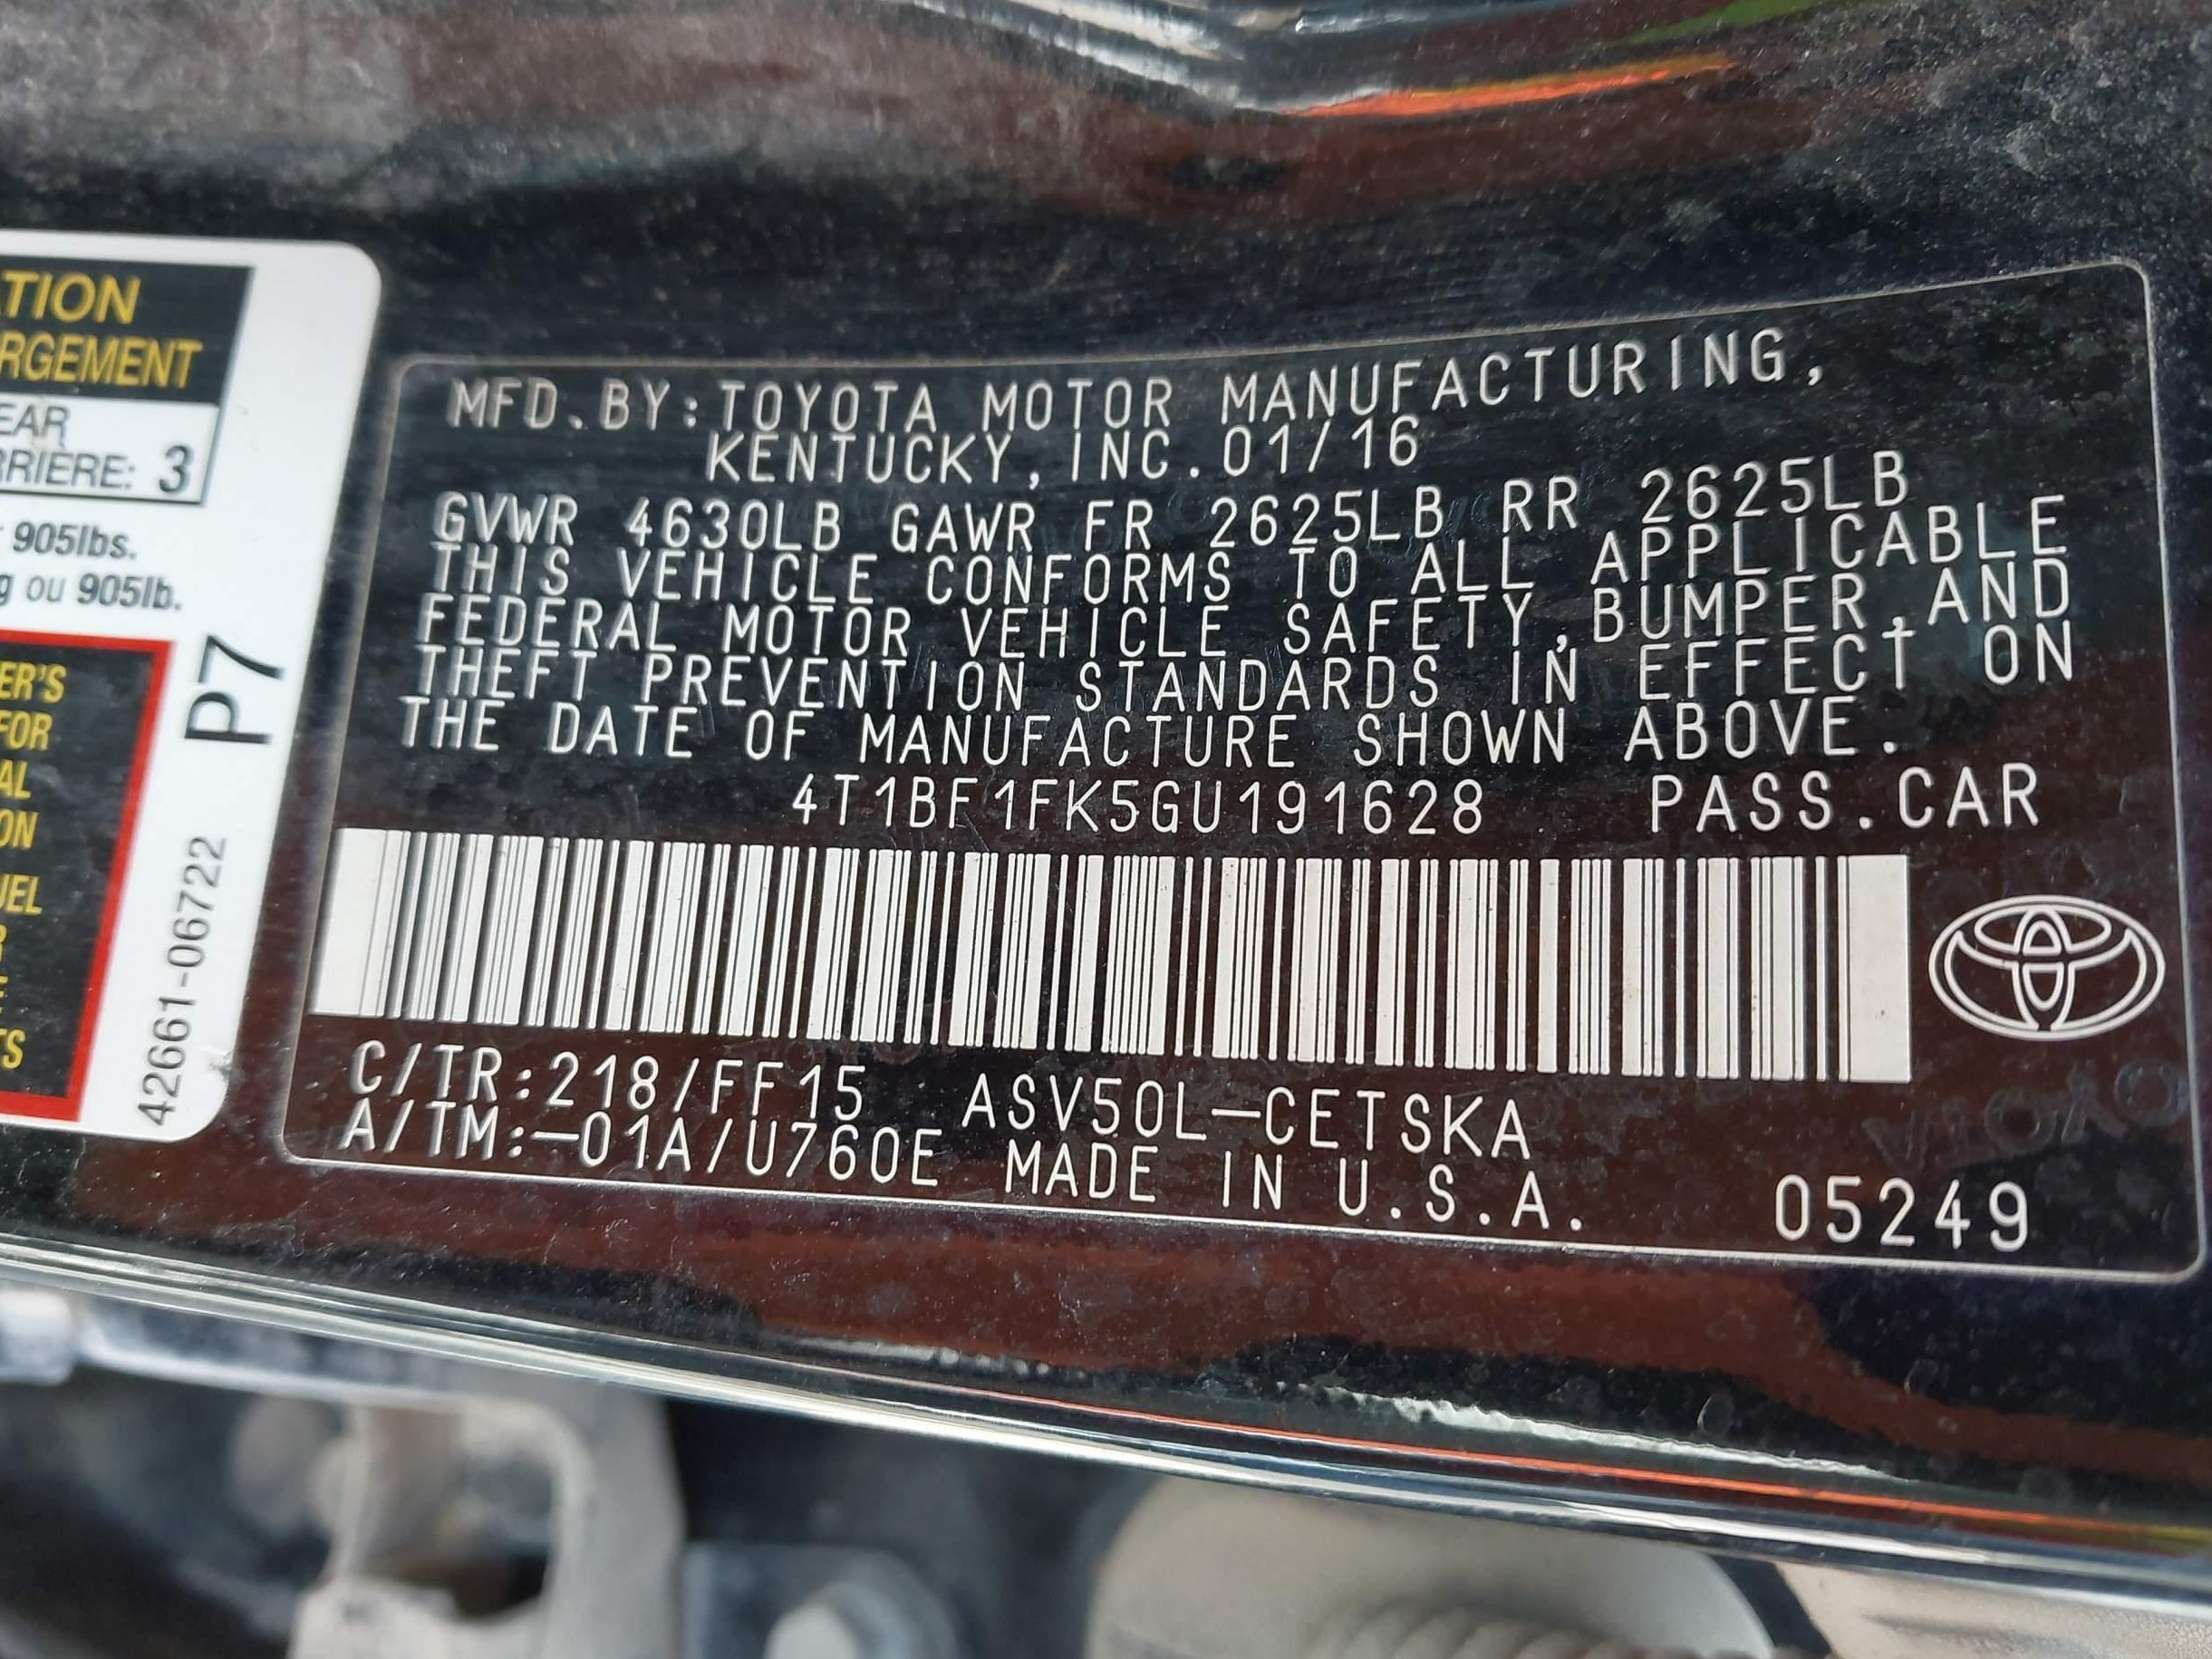 TION
RGEMENT
EAR
RRIERE: 3
905lbs.
g ou 905lb.
ER'S
FOR
AL
ON
UEL
R
E
TS
P7
42661-06722
MFD.BY:TOYOTA MOTOR MANUFACTURING,
KENTUCKY,INC.01/16
GVWR 4630LB GAWR FR 2625LB RR 2625LB
THIS VEHICLE CONFORMS TO ALL APPLICABLE
FEDERAL MOTOR VEHICLE SAFETY,BUMPER,AND
THEFT PREVENTION STANDARDS IN EFFECT ON
THE DATE OF MANUFACTURE SHOWN ABOVE.
4T1BF1FK5GU191628 PASS.CAR
C/TR:218/FF15 ASV50L-CETSKA
A/TM:-01A/U760E MADE IN U.S.A. 05249